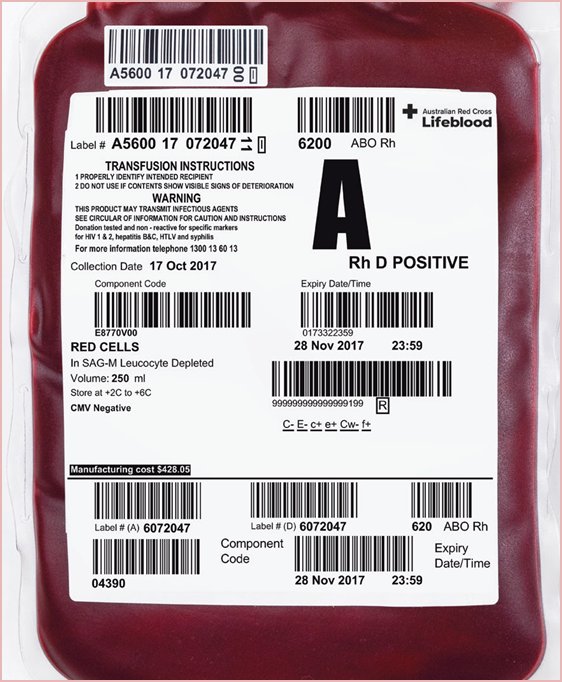 A5600 17 072047 00 I
Australian Red Cross
Lifeblood
Label # A5600 17 072047 11 I
6200 ABO Rh
TRANSFUSION INSTRUCTIONS
1 PROPERLY IDENTIFY INTENDED RECIPIENT
2 DO NOT USE IF CONTENTS SHOW VISIBLE SIGNS OF DETERIORATION
WARNING
THIS PRODUCT MAY TRANSMIT INFECTIOUS AGENTS
SEE CIRCULAR OF INFORMATION FOR CAUTION AND INSTRUCTIONS
Donation tested and non - reactive for specific markers
for HIV 1 & 2, hepatitis B&C, HTLV and syphilis
For more information telephone 1300 13 60 13
A
Rh D POSITIVE
Collection Date 17 Oct 2017
Component Code
E8770V00
Expiry Date/Time
0173322359
28 Nov 2017 23:59
RED CELLS
In SAG-M Leucocyte Depleted
Volume: 250 ml
Store at +2C to +6C
CMV Negative
999999999999999199 R
C- E- c+ e+ Cw- f+
Manufacturing cost $428.05
Label # (A) 6072047
Label # (D) 6072047
620 ABO Rh
04390
Component
Code
28 Nov 2017 23:59
Expiry
Date/Time